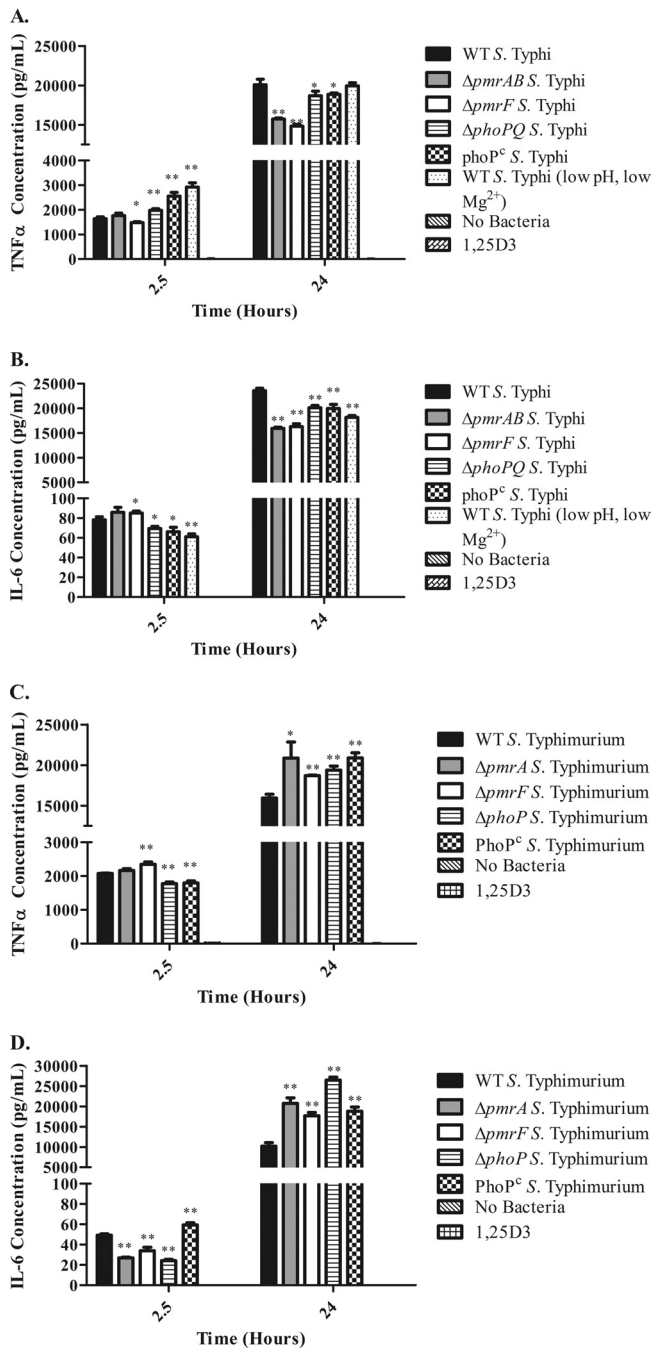 A.
TNFα Concentration (pg/mL)
25000
20000
15000
10000
4000
3000
2000
1000
0
* ** ** **
** ** * *
2.5
24
Time (Hours)
WT S. Typhi
ΔpmrAB S. Typhi
ΔpmrF S. Typhi
ΔphoPQ S. Typhi
phoPc S. Typhi
WT S. Typhi (low pH, low
Mg2+)
No Bacteria
1,25D3
B.
IL-6 Concentration (pg/mL)
25000
20000
15000
10000
5000
100
80
60
40
20
0
* * * **
** ** ** ** **
2.5
24
Time (Hours)
WT S. Typhi
ΔpmrAB S. Typhi
ΔpmrF S. Typhi
ΔphoPQ S. Typhi
phoPc S. Typhi
WT S. Typhi (low pH, low
Mg2+)
No Bacteria
1,25D3
C.
TNFα Concentration (pg/mL)
25000
20000
15000
10000
3000
2000
1000
0
** ** **
* ** ** **
2.5
24
Time (Hours)
WT S. Typhimurium
ΔpmrA S. Typhimurium
ΔpmrF S. Typhimurium
ΔphoP S. Typhimurium
PhoPc S. Typhimurium
No Bacteria
1,25D3
D.
IL-6 Concentration (pg/mL)
30000
25000
20000
15000
10000
5000
100
80
60
40
20
0
** ** ** **
** ** ** **
2.5
24
Time (Hours)
WT S. Typhimurium
ΔpmrA S. Typhimurium
ΔpmrF S. Typhimurium
ΔphoP S. Typhimurium
PhoPc S. Typhimurium
No Bacteria
1,25D3